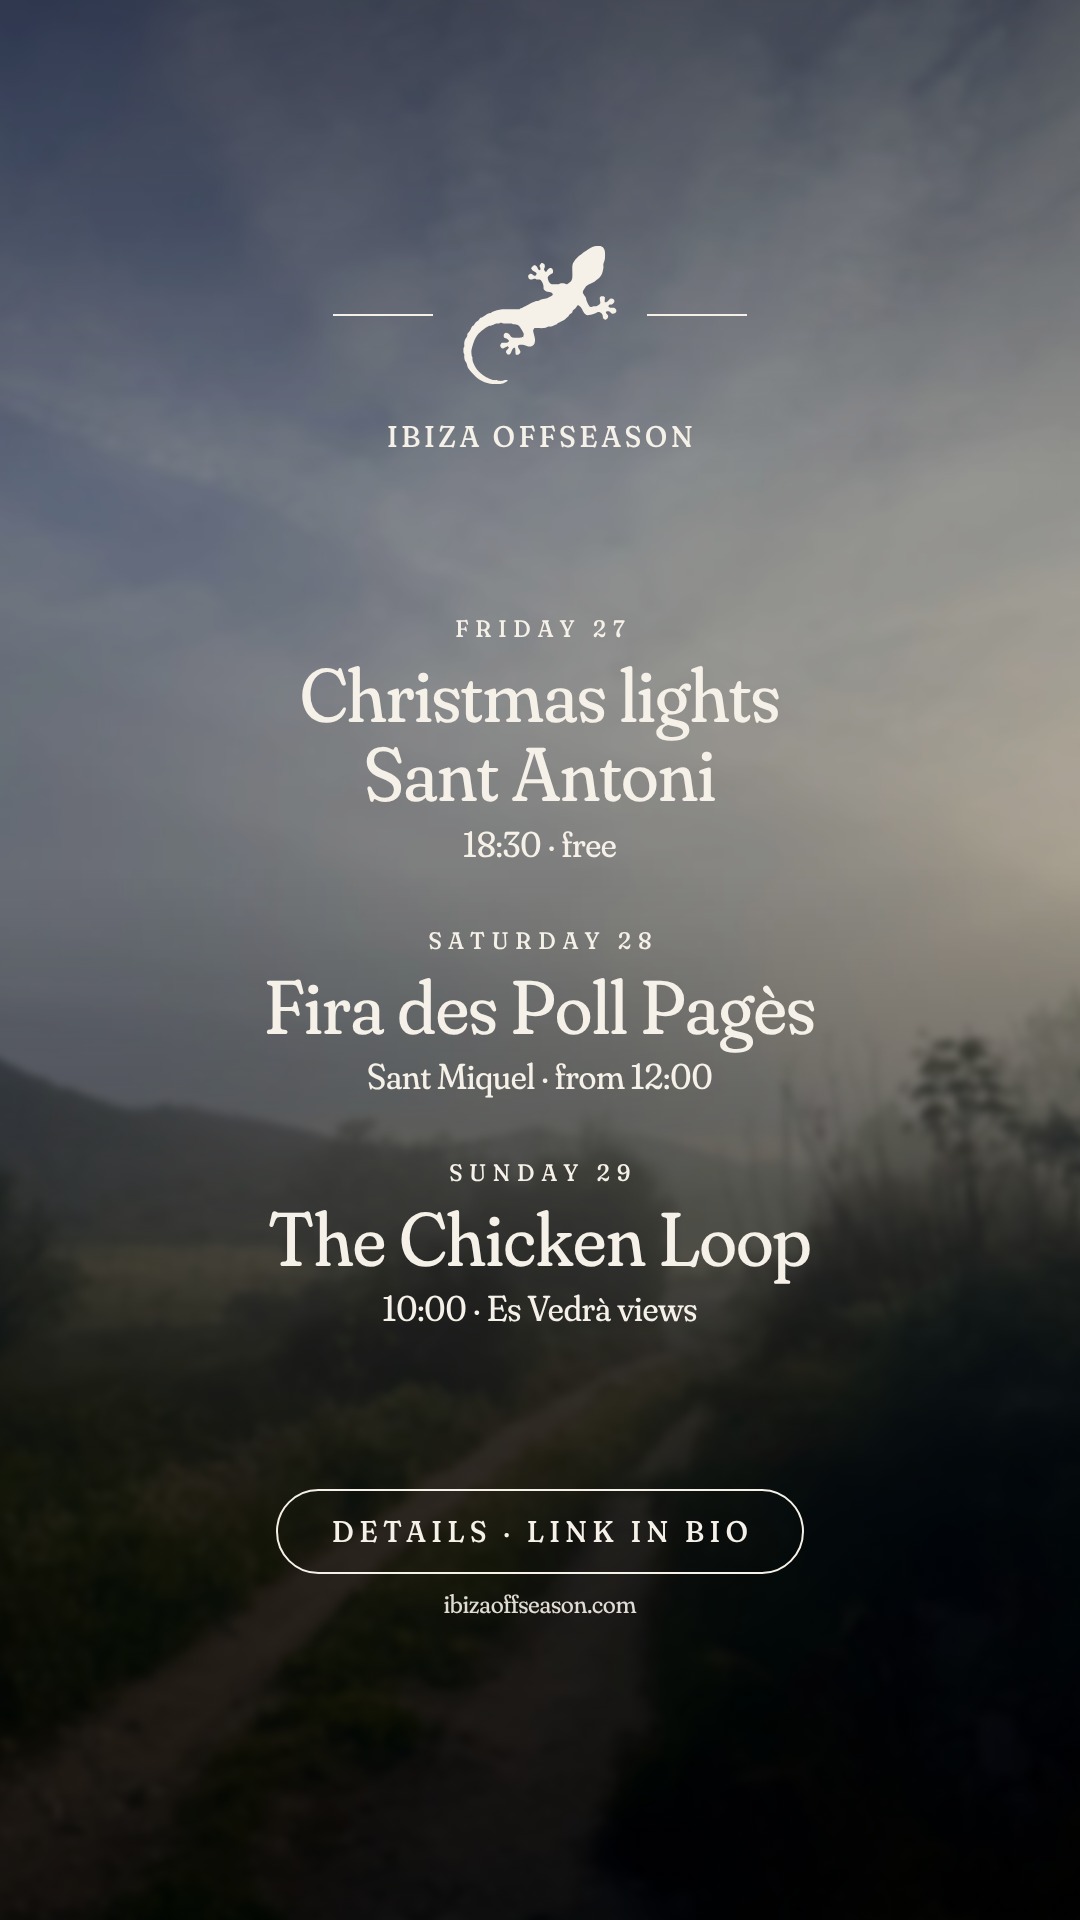 IBIZA OFFSEASON
FRIDAY 27
Christmas lights
Sant Antoni
18:30 · free
SATURDAY 28
Fira des Poll Pagès
Sant Miquel · from 12:00
SUNDAY 29
The Chicken Loop
10:00 · Es Vedrà views
DETAILS · LINK IN BIO
ibizaoffseason.com